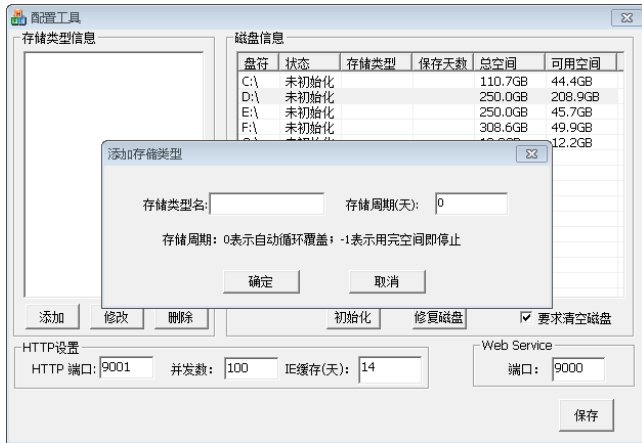 配置工具
存储类型信息
磁盘信息
盘符 状态 存储类型 保存天数 总空间 可用空间
C:\ 未初始化 110.7GB 44.4GB
D:\ 未初始化 250.0GB 208.9GB
E:\ 未初始化 250.0GB 45.7GB
F:\ 未初始化 308.6GB 49.9GB
12.2GB
添加存储类型
存储类型名: 存储周期(天): 0
存储周期：0表示自动循环覆盖；-1表示用完空间即停止
确定 取消
添加 修改 删除 初始化 修复磁盘 要求清空磁盘
HTTP设置
HTTP 端口: 9001 并发数: 100 IE缓存(天): 14
Web Service
端口: 9000
保存